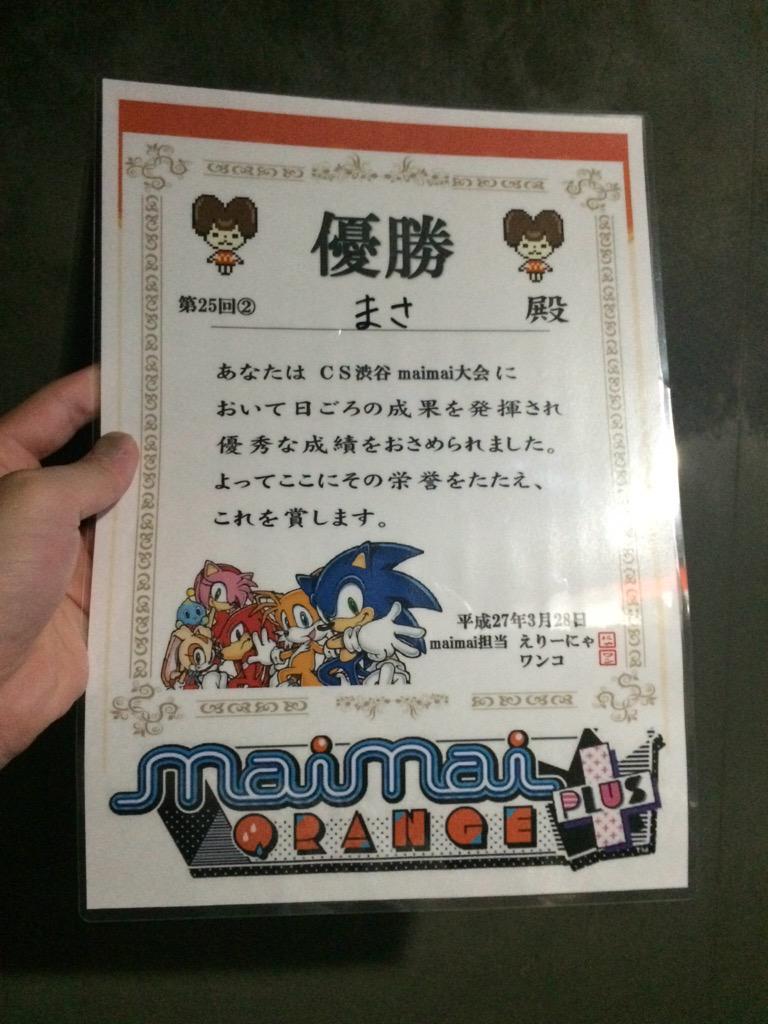 優勝
第25回② まさ 殿
あなたは CS渋谷 maimai大会に
おいて日ごろの成果を発揮され
優秀な成績をおさめられました。
よってここにその栄誉をたたえ、
これを賞します。
平成27年3月28日
maimai担当 えりーにゃ
ワンコ
maimai
ORANGE PLUS